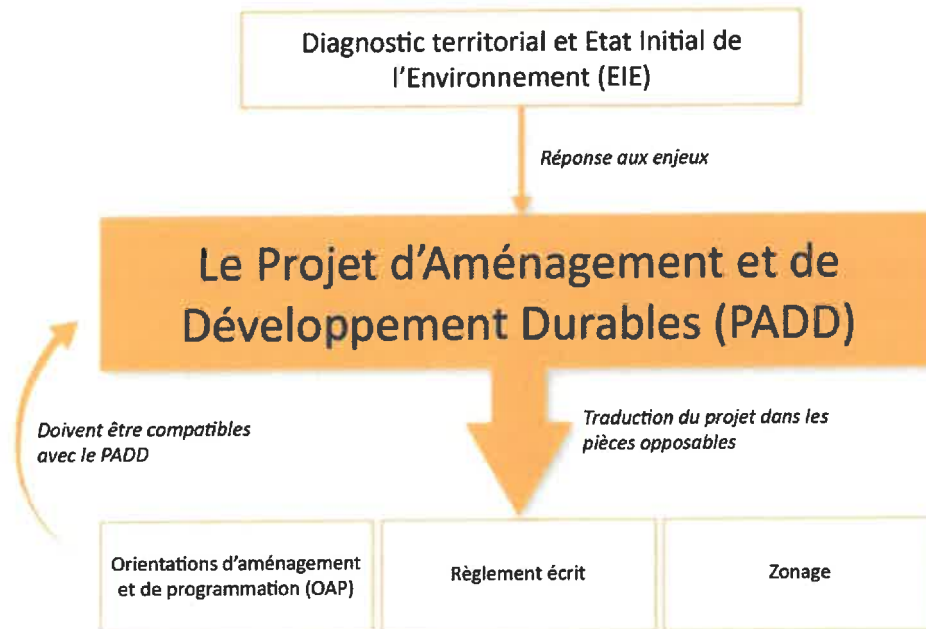 Diagnostic territorial et Etat Initial de
l'Environnement (EIE)
Réponse aux enjeux
Le Projet d'Aménagement et de
Développement Durables (PADD)
Doivent être compatibles
avec le PADD
Traduction du projet dans les
pièces opposables
Orientations d'aménagement
et de programmation (OAP)
Règlement écrit
Zonage